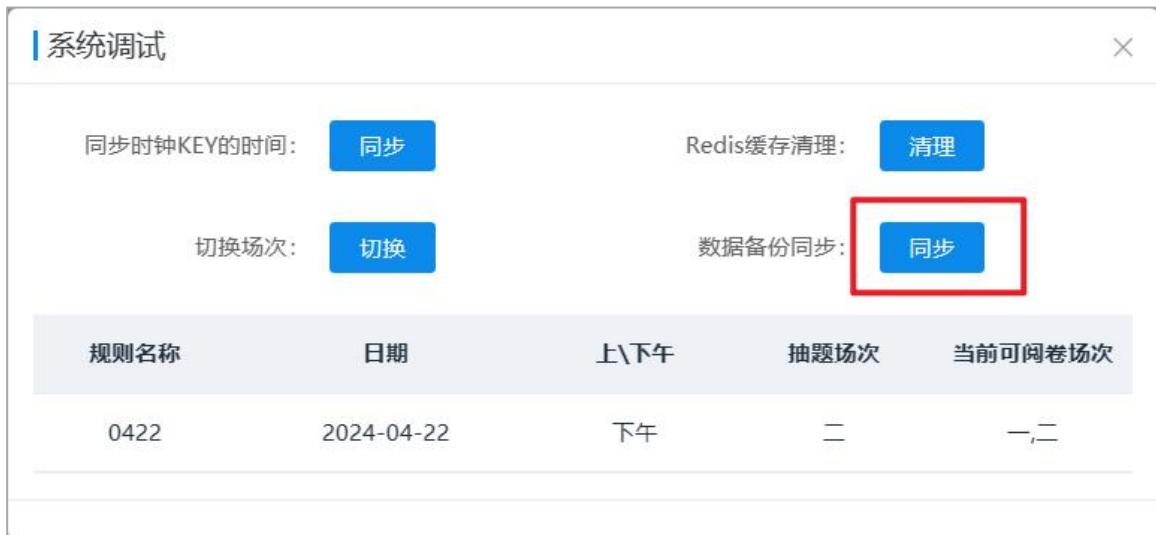 系统调试
同步时钟KEY的时间: 同步 Redis缓存清理: 清理
切换场次: 切换 数据备份同步: 同步
规则名称 日期 上\下午 抽题场次 当前可阅卷场次
0422 2024-04-22 下午 二 一,二